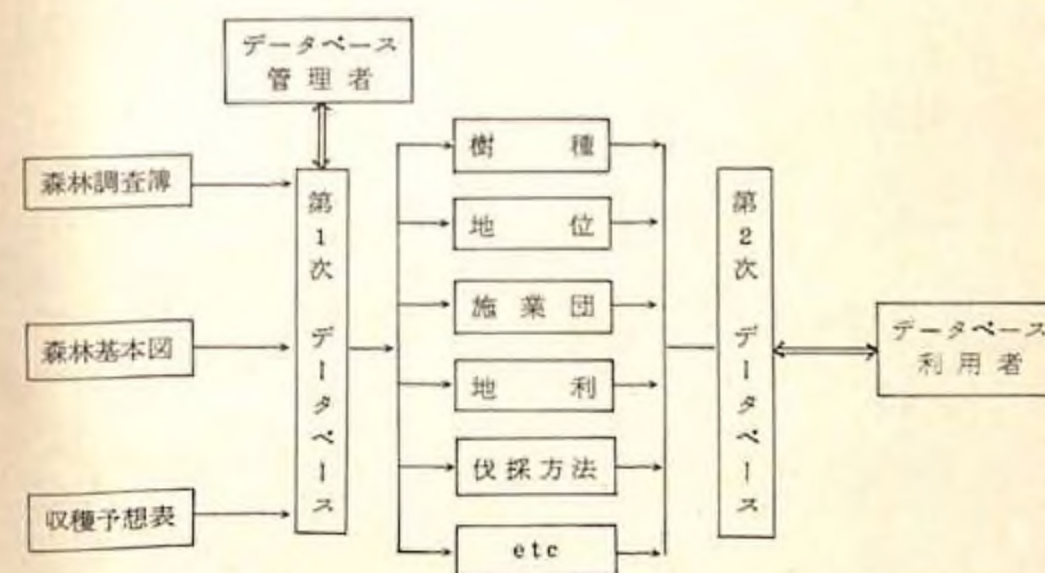 データベース
管理者
森林調査簿
森林基本図
収穫予想表
第1次 データベース
樹 種
地 位
施業団
地 利
伐採方法
etc
第2次 データベース
データベース
利用者